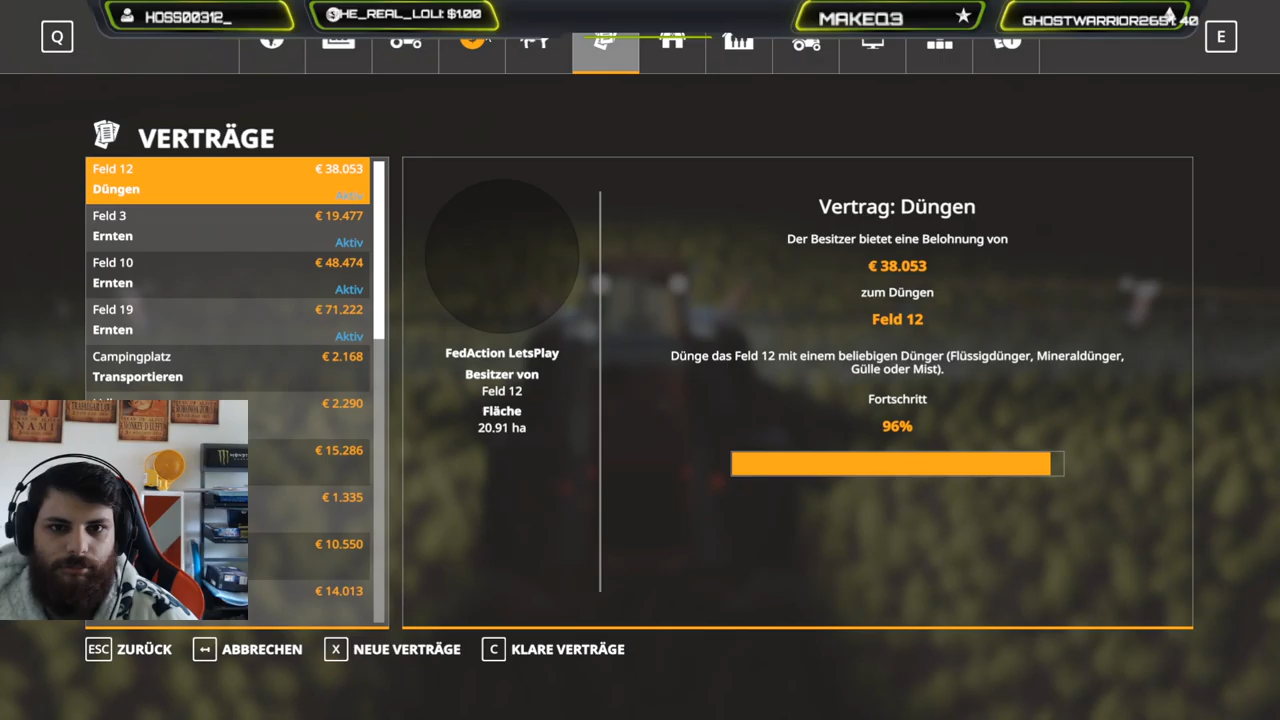 HOSS00312_
HE_REAL_LOLI: $1.00
MAKE03
GHOSTWARRIOR2651: 40
Q
E
VERTRÄGE
Feld 12 € 38.053
Düngen
Aktiv
Feld 3 € 19.477
Ernten
Aktiv
Feld 10 € 48.474
Ernten
Aktiv
Feld 19 € 71.222
Ernten
Aktiv
Campingplatz € 2.168
Transportieren
€ 2.290
€ 15.286
€ 1.335
€ 10.550
€ 14.013
FedAction LetsPlay
Besitzer von
Feld 12
Fläche
20.91 ha
Vertrag: Düngen
Der Besitzer bietet eine Belohnung von
€ 38.053
zum Düngen
Feld 12
Dünge das Feld 12 mit einem beliebigen Dünger (Flüssigdünger, Mineraldünger,
Gülle oder Mist).
Fortschritt
96%
NAMI
ESC ZURÜCK
ABBRECHEN
X NEUE VERTRÄGE
C KLARE VERTRÄGE